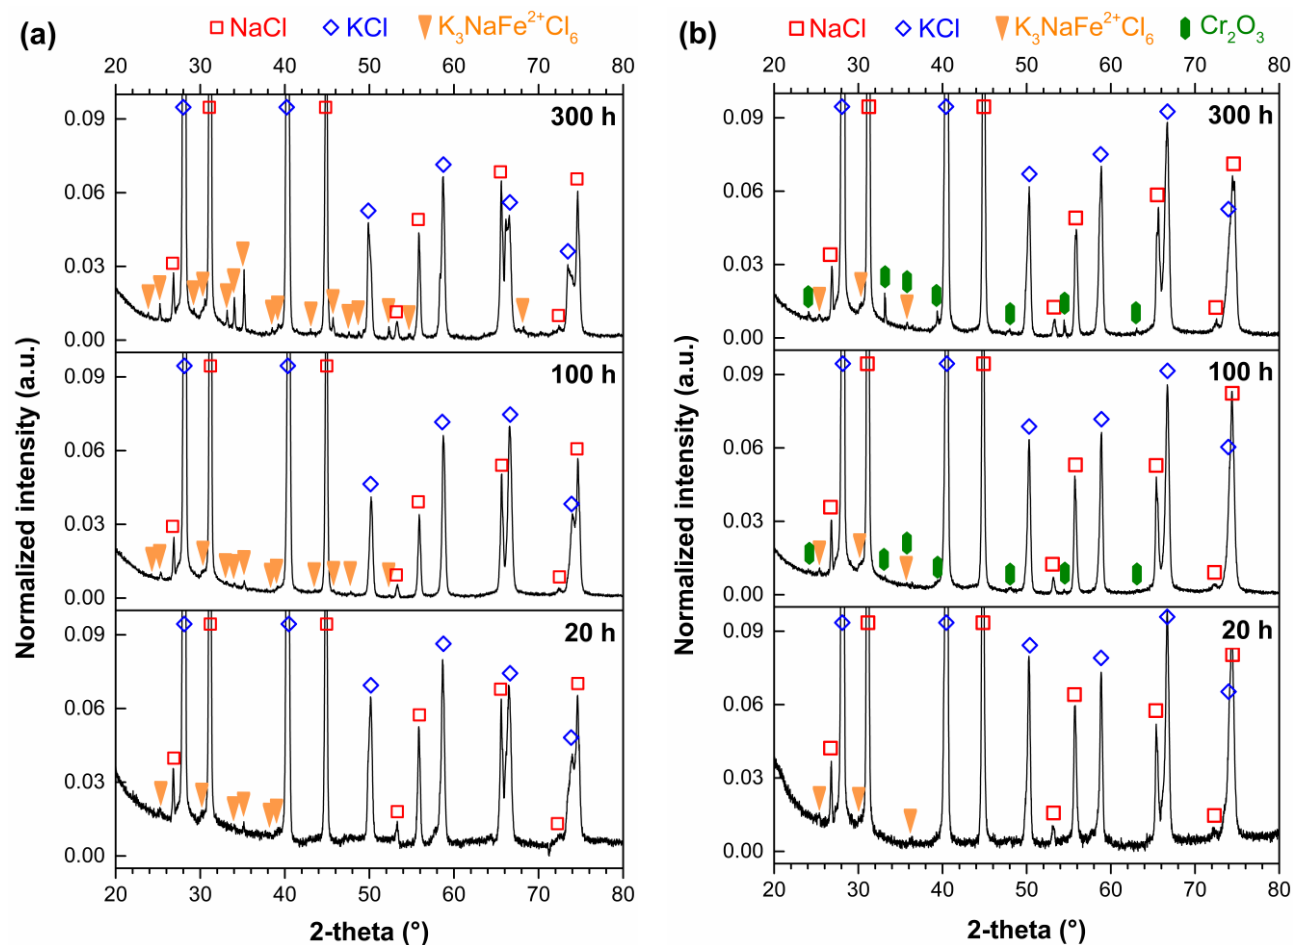 (a)
NaCl KCl K₃NaFe²⁺Cl₆
20 30 40 50 60 70 80
300 h
0.09
0.06
0.03
0.00
100 h
0.09
0.06
0.03
0.00
20 h
0.09
0.06
0.03
0.00
20 30 40 50 60 70 80
2-theta (°)
Normalized intensity (a.u.)
(b)
NaCl KCl K₃NaFe²⁺Cl₆ Cr₂O₃
20 30 40 50 60 70 80
300 h
0.09
0.06
0.03
0.00
100 h
0.09
0.06
0.03
0.00
20 h
0.09
0.06
0.03
0.00
20 30 40 50 60 70 80
2-theta (°)
Normalized intensity (a.u.)